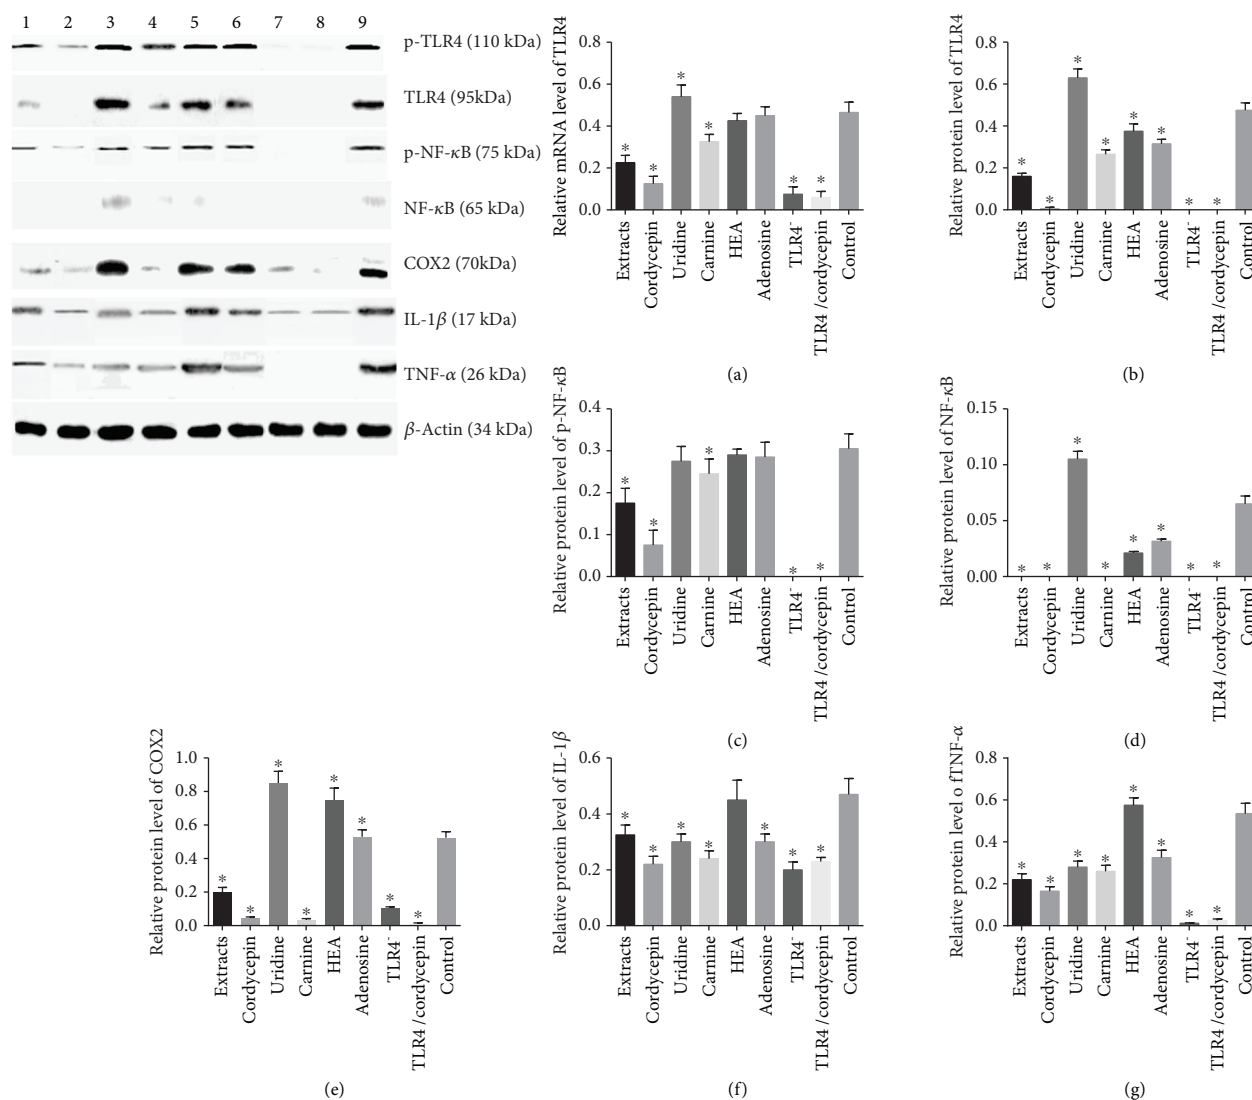 1 2 3 4 5 6 7 8 9
p-TLR4 (110 kDa)
TLR4 (95kDa)
p-NF-κB (75 kDa)
NF-κB (65 kDa)
COX2 (70kDa)
IL-1β (17 kDa)
TNF-α (26 kDa)
β-Actin (34 kDa)
Relative mRNA level of TLR4
0.8
0.6
0.4
0.2
0.0
* * * * * *
Extracts
Cordycepin
Uridine
Carnine
HEA
Adenosine
TLR4-
TLR4 /cordycepin
Control
(a)
Relative protein level of TLR4
0.8
0.6
0.4
0.2
0.0
* * * * * * * *
Extracts
Cordycepin
Uridine
Carnine
HEA
Adenosine
TLR4-
TLR4 /cordycepin
Control
(b)
Relative protein level of p-NF-κB
0.4
0.3
0.2
0.1
0.0
* * * * *
Extracts
Cordycepin
Uridine
Carnine
HEA
Adenosine
TLR4-
TLR4 /cordycepin
Control
(c)
Relative protein level of NF-κB
0.15
0.10
0.05
0.00
* * * * * * * *
Extracts
Cordycepin
Uridine
Carnine
HEA
Adenosine
TLR4-
TLR4 /cordycepin
Control
(d)
Relative protein level of COX2
1.0
0.8
0.6
0.4
0.2
0.0
* * * * * * * *
Extracts
Cordycepin
Uridine
Carnine
HEA
Adenosine
TLR4-
TLR4 /cordycepin
Control
(e)
Relative protein level of IL-1β
0.6
0.4
0.2
0.0
* * * * * * *
Extracts
Cordycepin
Uridine
Carnine
HEA
Adenosine
TLR4-
TLR4 /cordycepin
Control
(f)
Relative protein level o fTNF-α
0.8
0.6
0.4
0.2
0.0
* * * * * * * *
Extracts
Cordycepin
Uridine
Carnine
HEA
Adenosine
TLR4-
TLR4 /cordycepin
Control
(g)